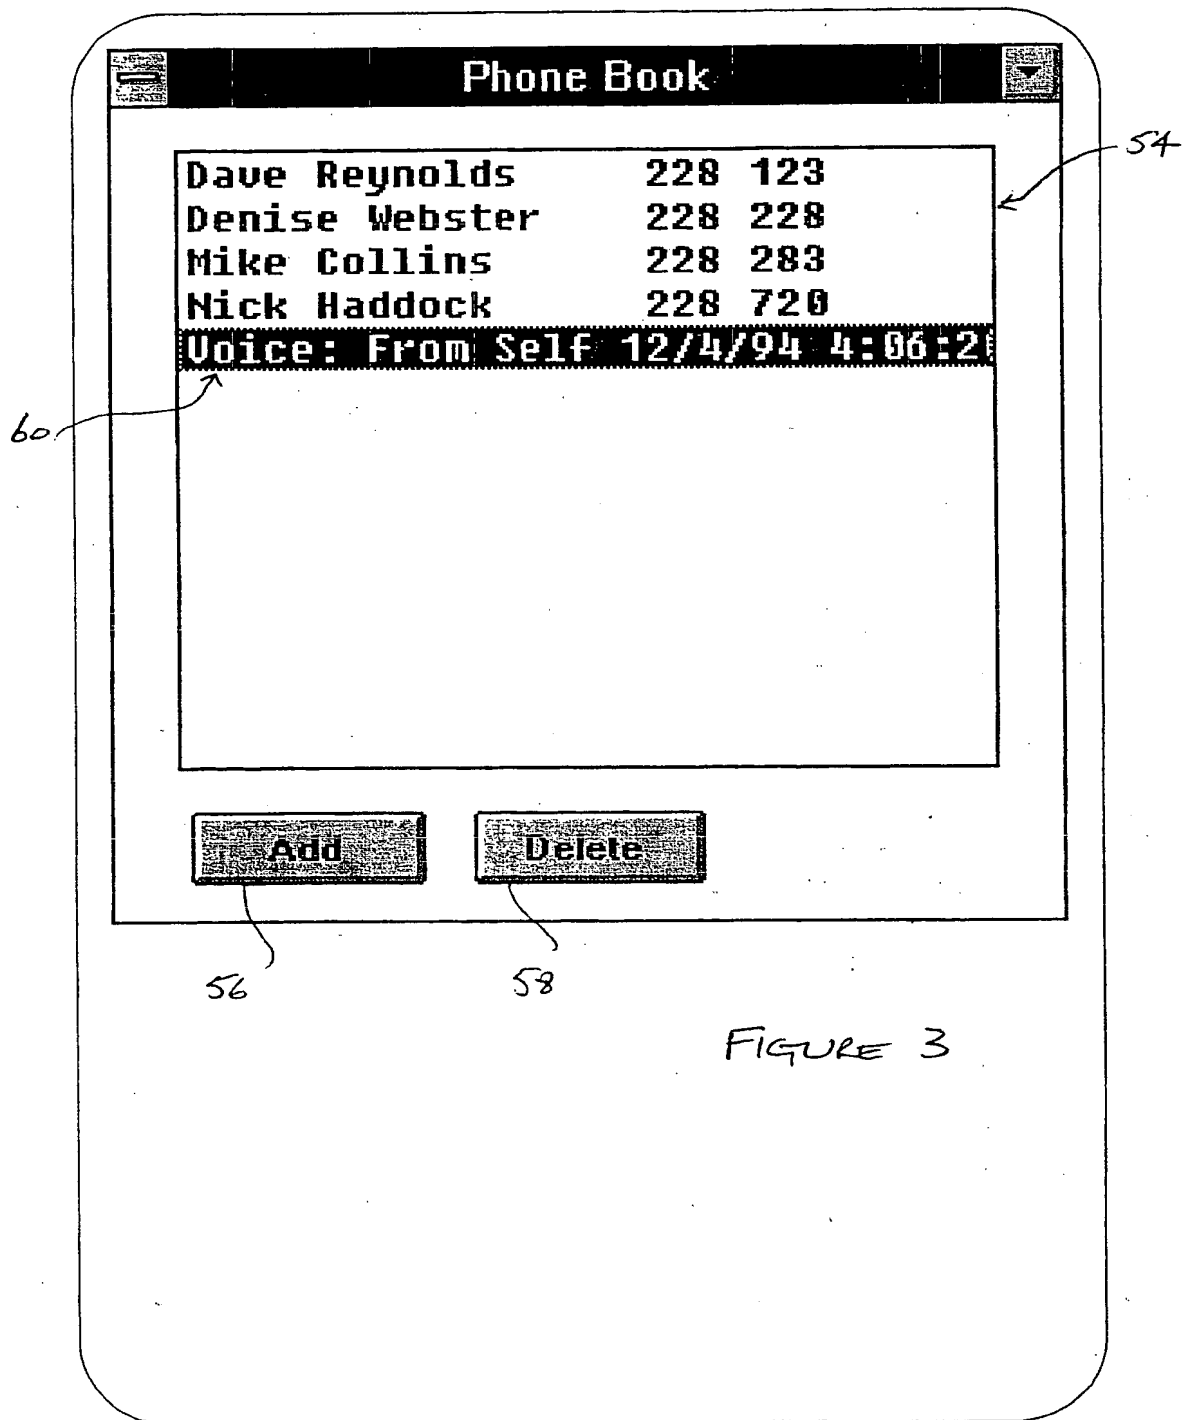 Phone Book
54
Dave Reynolds 228 123
Denise Webster 228 228
Mike Collins 228 283
Nick Haddock 228 720
Voice: From Self 12/4/94 4:06:2
60
Add Delete
56 58
FIGURE 3